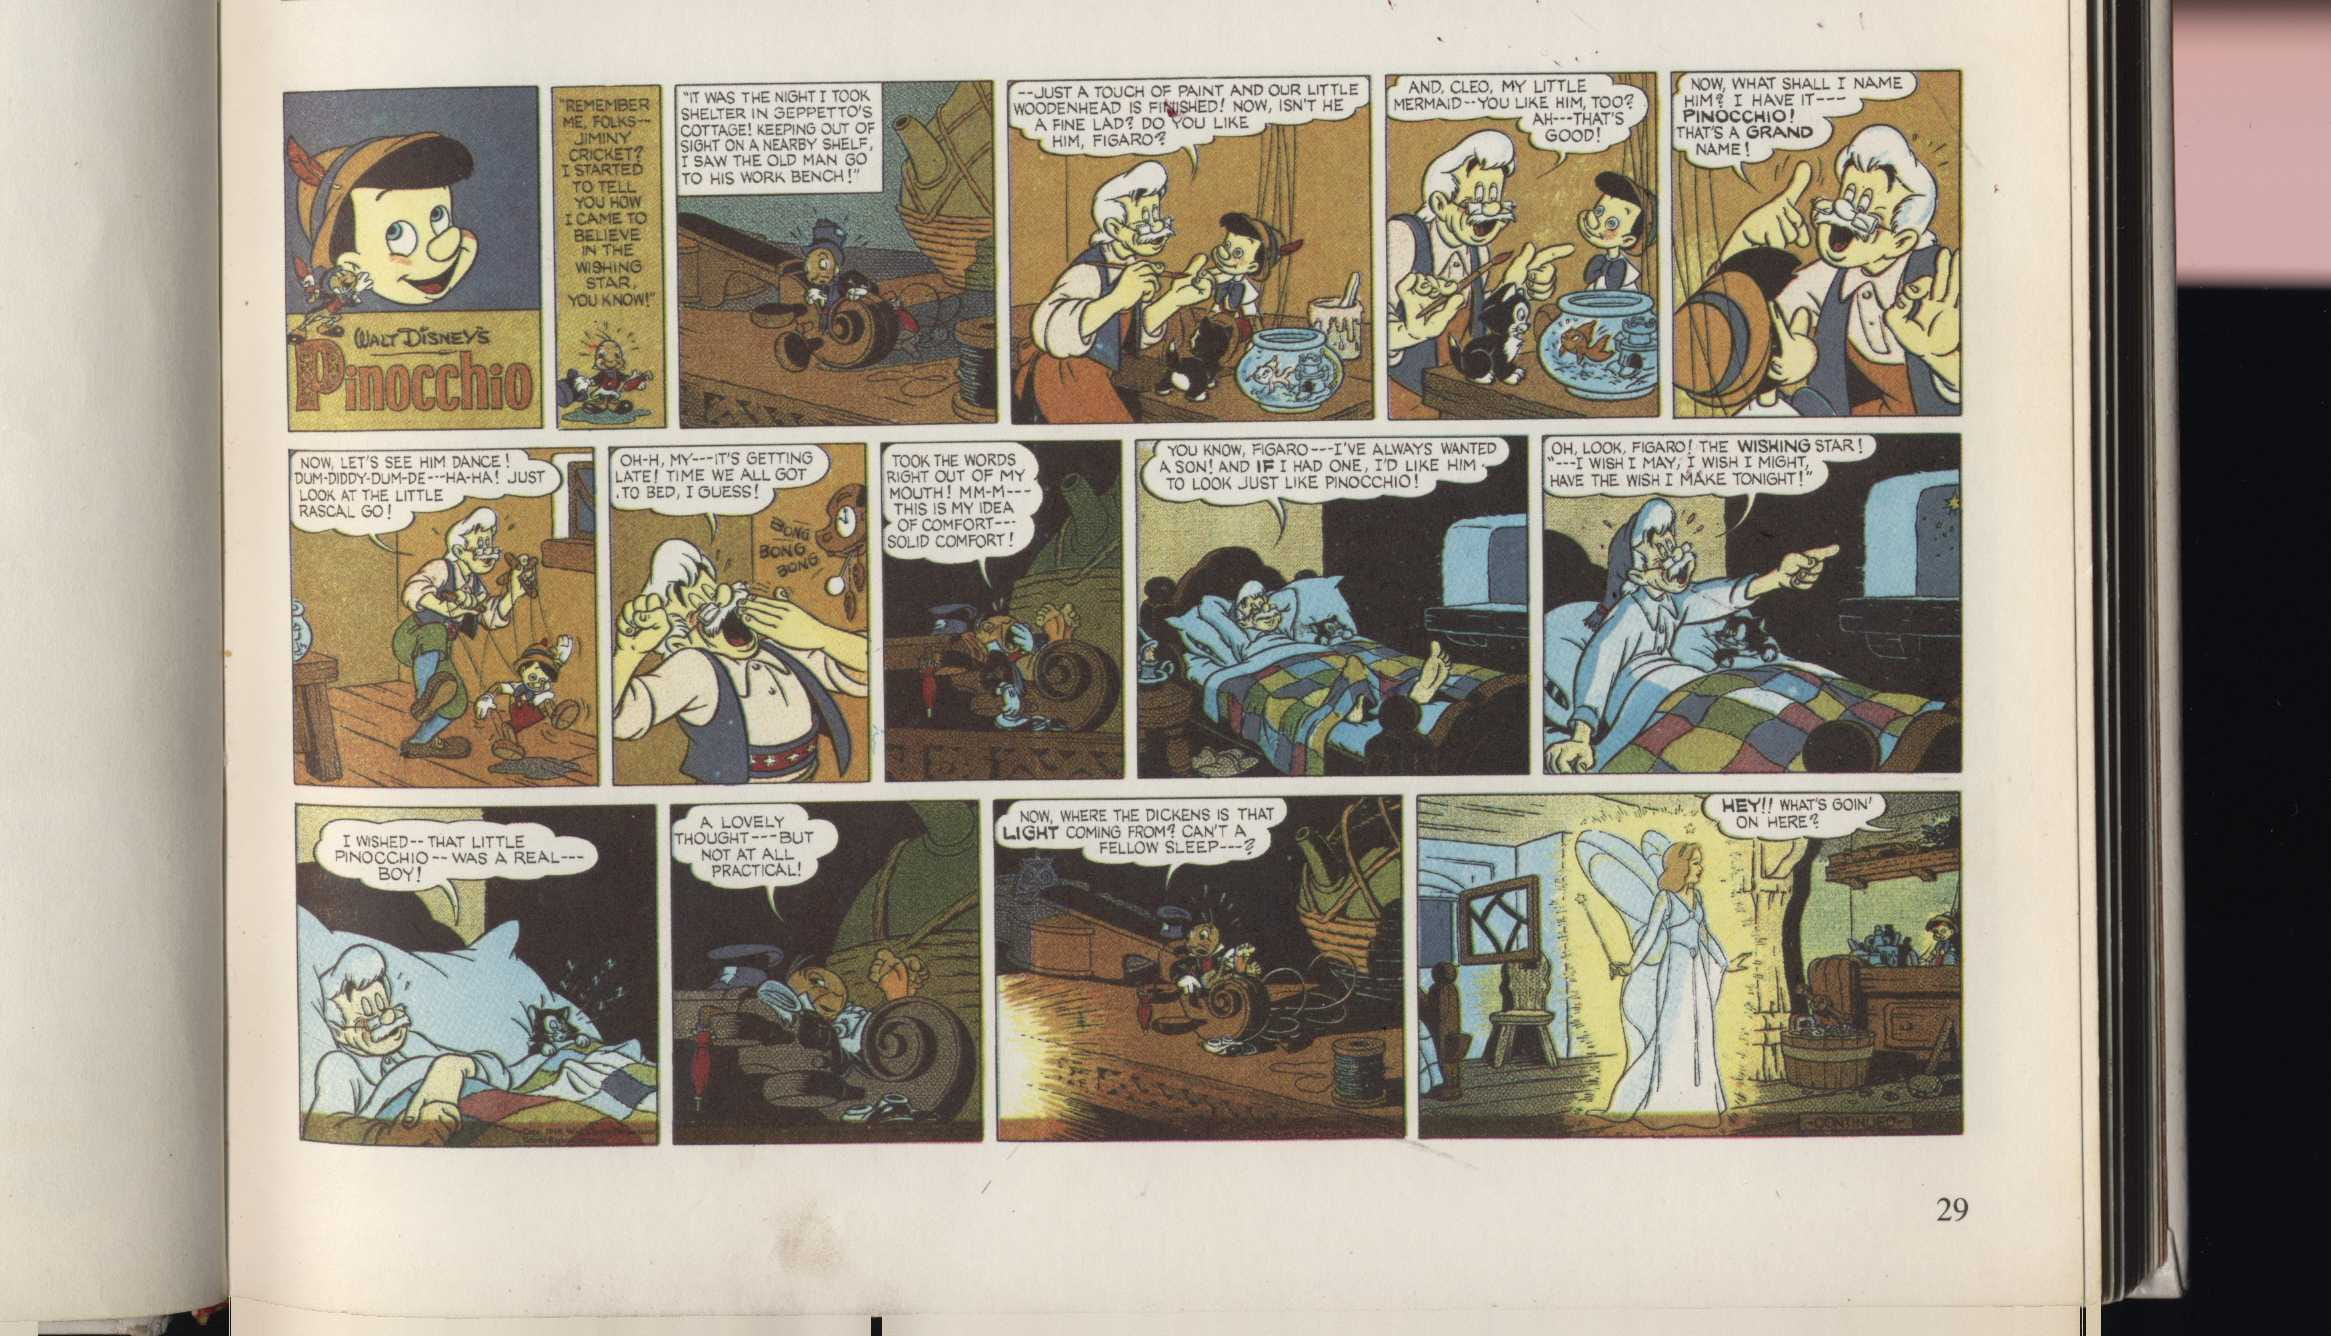 WALT DISNEY'S
PINOCCHIO
"REMEMBER
ME, FOLKS--
JIMINY
CRICKET?
I STARTED
TO TELL
YOU HOW
I CAME TO
BELIEVE
IN THE
WISHING
STAR,
YOU KNOW!"
"IT WAS THE NIGHT I TOOK
SHELTER IN GEPPETTO'S
COTTAGE! KEEPING OUT OF
SIGHT ON A NEARBY SHELF,
I SAW THE OLD MAN GO
TO HIS WORK BENCH!"
--JUST A TOUCH OF PAINT AND OUR LITTLE
WOODENHEAD IS FINISHED! NOW, ISN'T HE
A FINE LAD? DO YOU LIKE
HIM, FIGARO?
AND, CLEO, MY LITTLE
MERMAID--YOU LIKE HIM, TOO?
AH---THAT'S
GOOD!
NOW, WHAT SHALL I NAME
HIM? I HAVE IT---
PINOCCHIO!
THAT'S A GRAND
NAME!
NOW, LET'S SEE HIM DANCE!
DUM-DIDDY-DUM-DE---HA-HA! JUST
LOOK AT THE LITTLE
RASCAL GO!
OH-H, MY---IT'S GETTING
LATE! TIME WE ALL GOT
TO BED, I GUESS!
BONG
BONG
BONG
TOOK THE WORDS
RIGHT OUT OF MY
MOUTH! MM-M---
THIS IS MY IDEA
OF COMFORT---
SOLID COMFORT!
YOU KNOW, FIGARO---I'VE ALWAYS WANTED
A SON! AND IF I HAD ONE, I'D LIKE HIM
TO LOOK JUST LIKE PINOCCHIO!
OH, LOOK, FIGARO! THE WISHING STAR!
"---I WISH I MAY, I WISH I MIGHT,
HAVE THE WISH I MAKE TONIGHT!"
I WISHED-- THAT LITTLE
PINOCCHIO-- WAS A REAL---
BOY!
Z Z Z Z Z Z
A LOVELY
THOUGHT---BUT
NOT AT ALL
PRACTICAL!
NOW, WHERE THE DICKENS IS THAT
LIGHT COMING FROM? CAN'T A
FELLOW SLEEP---?
HEY!! WHAT'S GOIN'
ON HERE?
-CONTINUED-
29